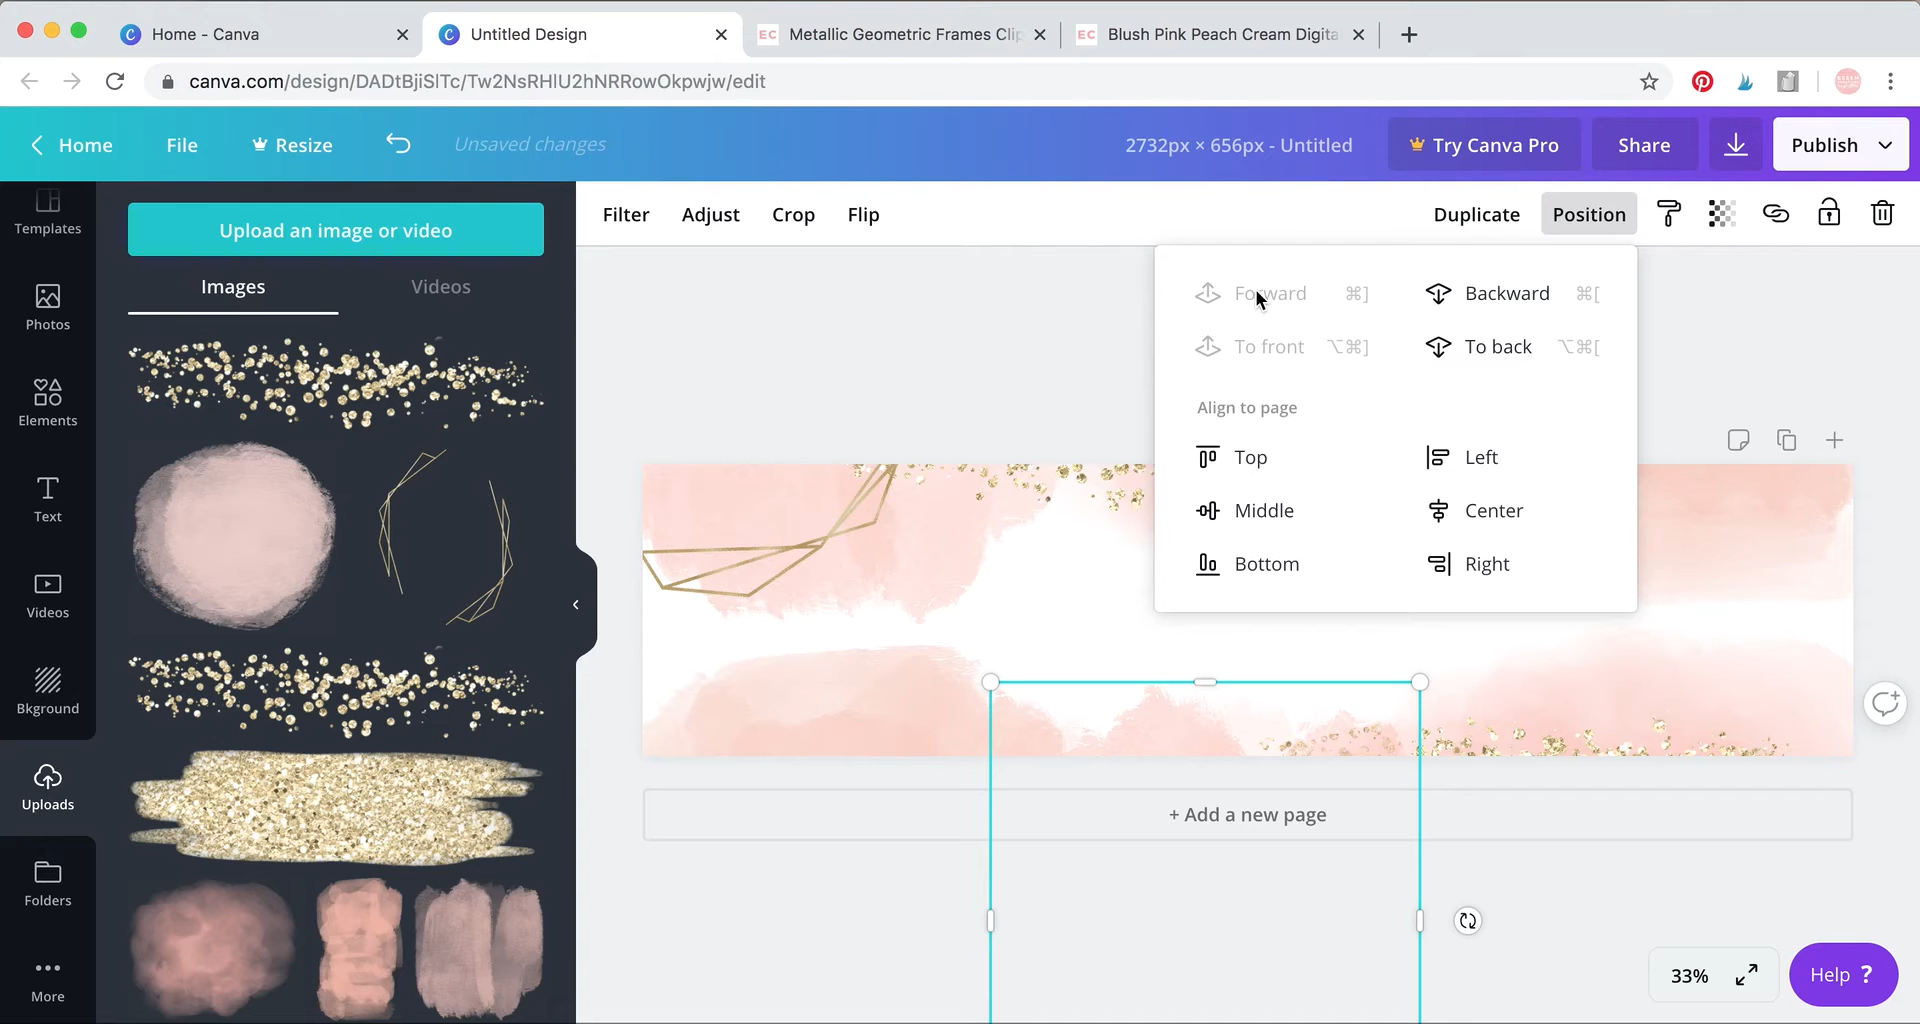 Home - Canva
Untitled Design
EC Metallic Geometric Frames Clip
EC Blush Pink Peach Cream Digita
canva.com/design/DADtBjiSlTc/Tw2NsRHlU2hNRRowOkpwjw/edit
Home
File
Resize
Unsaved changes
2732px × 656px - Untitled
Try Canva Pro
Share
Publish
Templates
Photos
Elements
Text
Videos
Bkground
Uploads
Folders
More
Upload an image or video
Images
Videos
Filter
Adjust
Crop
Flip
Duplicate
Position
Forward ⌘]
Backward ⌘[
To front ⌥⌘]
To back ⌥⌘[
Align to page
Top
Left
Middle
Center
Bottom
Right
+ Add a new page
33%
Help ?